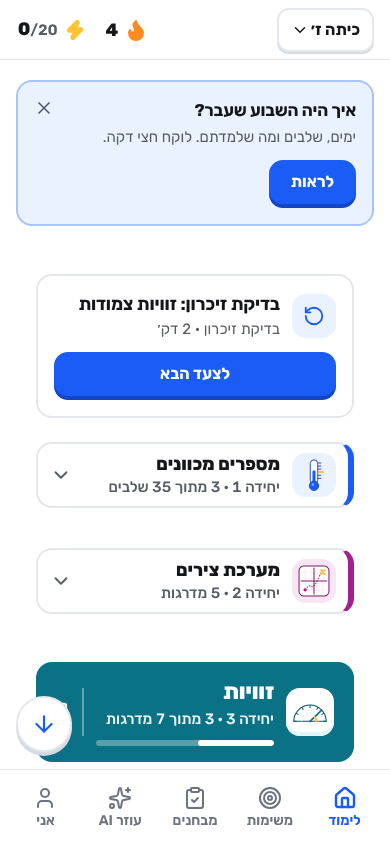 כיתה ז׳
4
0/20
איך היה השבוע שעבר?
ימים, שלבים ומה שלמדתם. לוקח חצי דקה.
לראות
בדיקת זיכרון: זוויות צמודות
בדיקת זיכרון • 2 דק׳
לצעד הבא
מספרים מכוונים
יחידה 1 • 3 מתוך 35 שלבים
מערכת צירים
יחידה 2 • 5 מדרגות
זוויות
יחידה 3 • 3 מתוך 7 מדרגות
לימוד
משימות
מבחנים
עוזר AI
אני